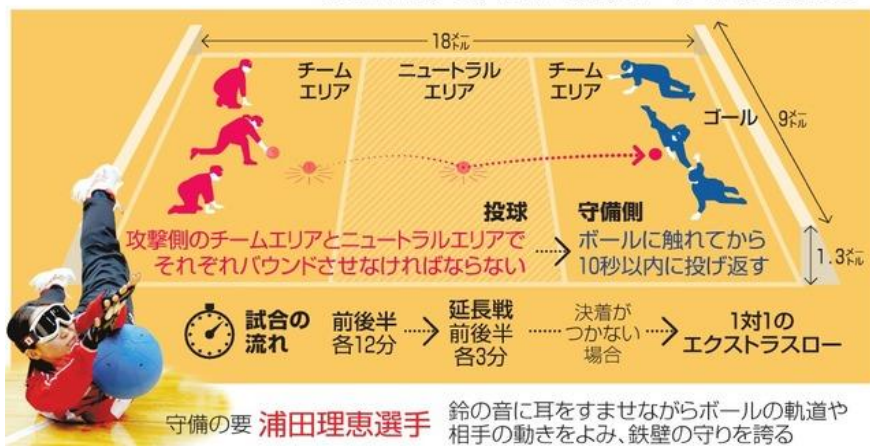 18メートル
チーム
エリア
ニュートラル
エリア
チーム
エリア
ゴール
9メートル
投球
攻撃側のチームエリアとニュートラルエリアで
それぞれバウンドさせなければならない
守備側
ボールに触れてから
10秒以内に投げ返す
1.3メートル
試合の
流れ
前後半
各12分
延長戦
前後半
各3分
決着が
つかない
場合
1対1の
エクストラスロー
守備の要 浦田理恵選手
鈴の音に耳をすませながらボールの軌道や
相手の動きをよみ、鉄壁の守りを誇る